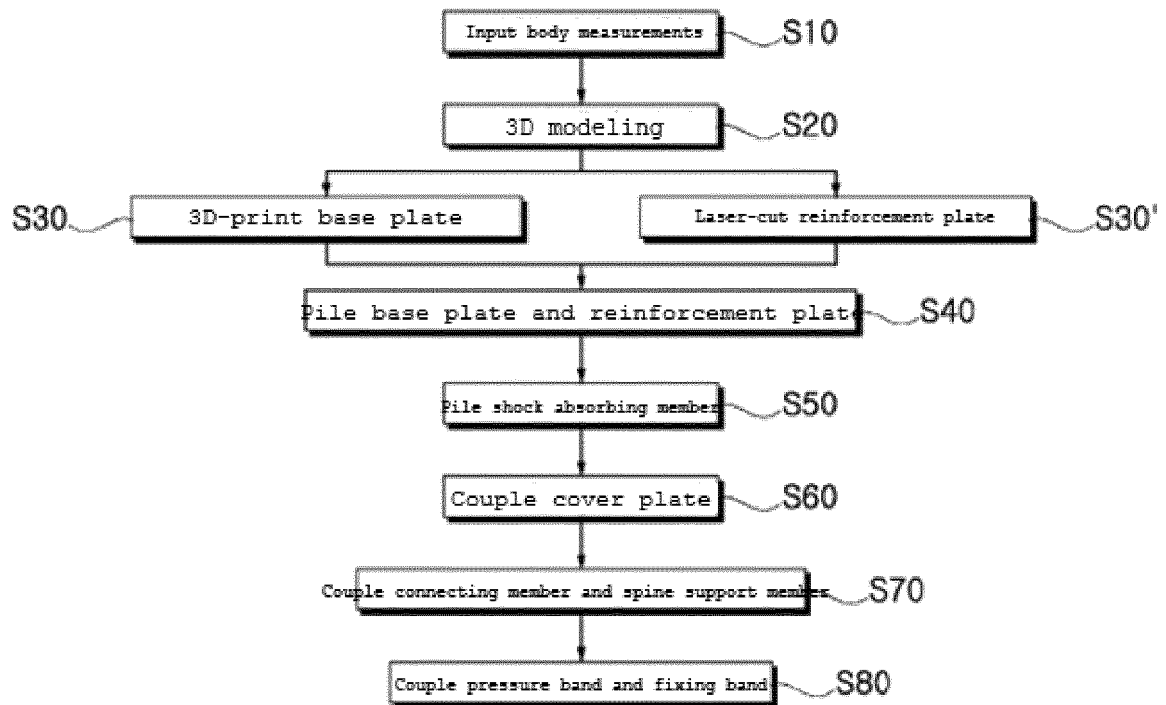 Input body measurements
S10
3D modeling
S20
S30
3D-print base plate
Laser-cut reinforcement plate
S30'
Pile base plate and reinforcement plate
S40
Pile shock absorbing member
S50
Couple cover plate
S60
Couple connecting member and spine support member
S70
Couple pressure band and fixing band
S80